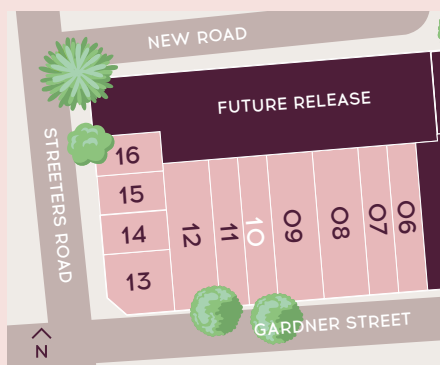 NEW ROAD
FUTURE RELEASE
STREETERS ROAD
16
15
14
13
12
11
10
09
08
07
06
GARDNER STREET
N